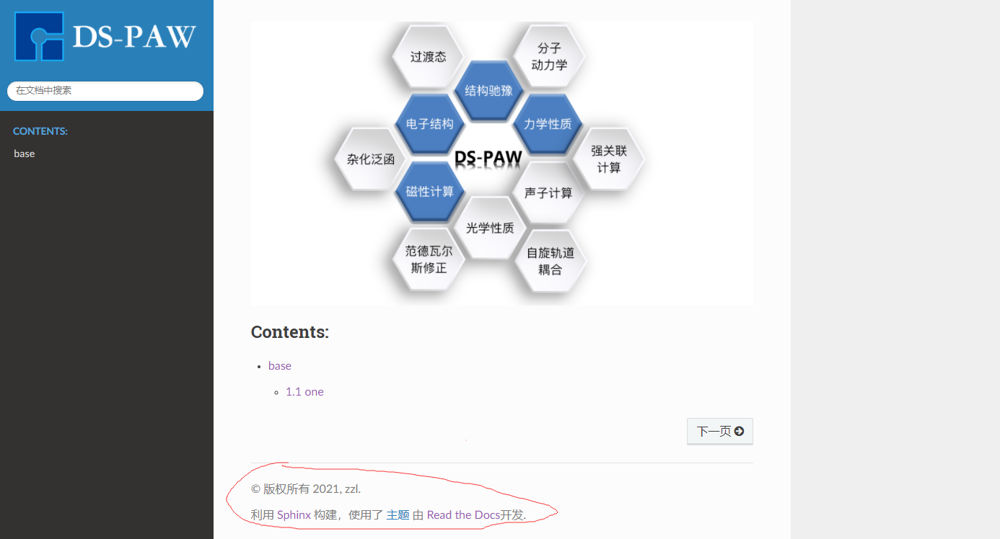 DS-PAW
在文档中搜索
CONTENTS:
base
过渡态
分子
动力学
结构驰豫
电子结构
力学性质
杂化泛函
DS-PAW
强关联
计算
磁性计算
声子计算
光学性质
范德瓦尔
斯修正
自旋轨道
耦合
Contents:
base
1.1 one
下一页
© 版权所有 2021, zzl.
利用 Sphinx 构建，使用了 主题 由 Read the Docs开发.